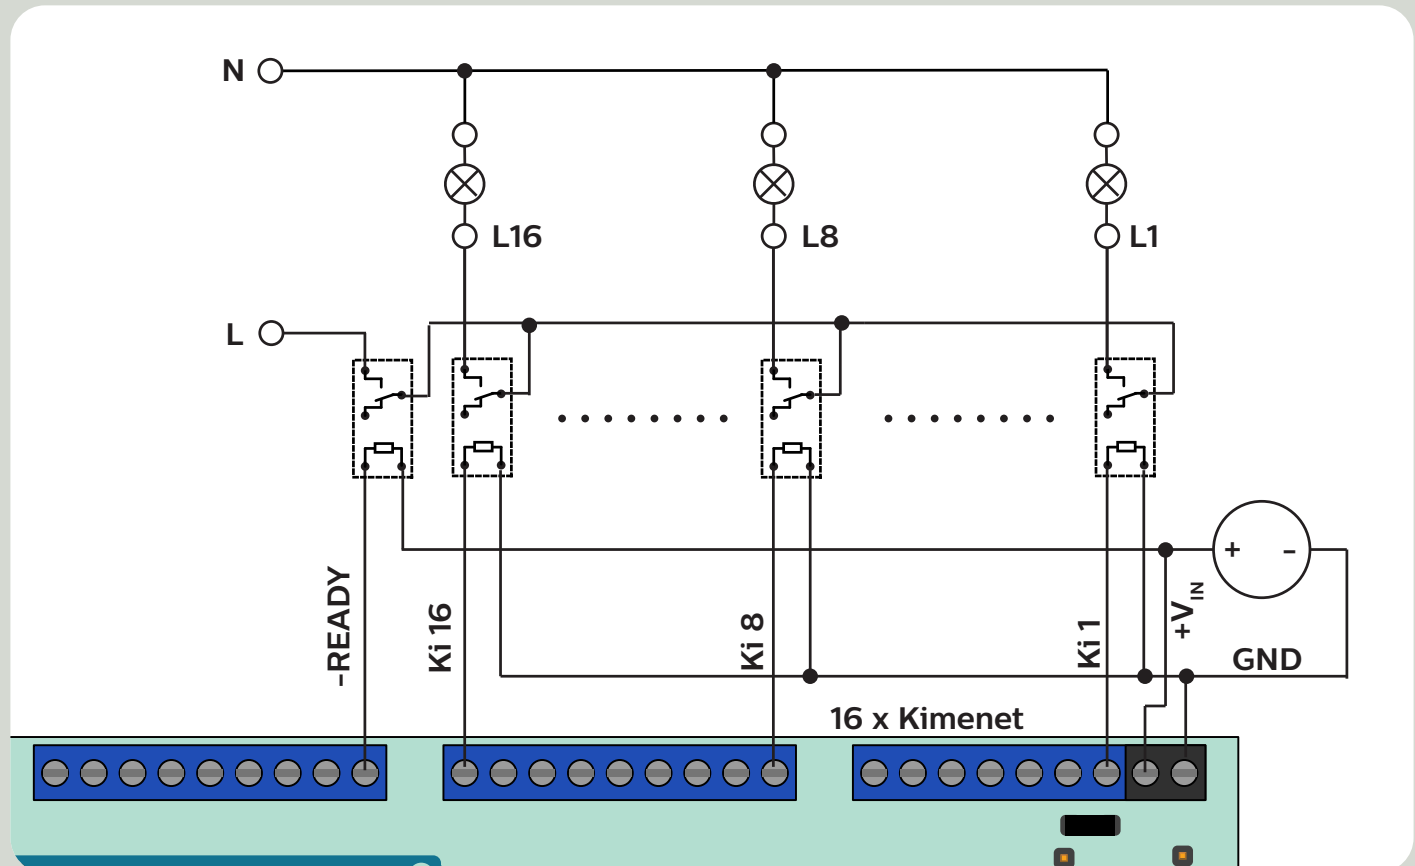 N
L16
L8
L1
L
+
-
-READY
Ki 16
Ki 8
Ki 1
+VIN
GND
16 x Kimenet